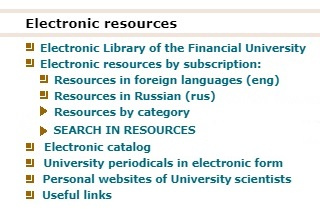 Electronic resources
Electronic Library of the Financial University
Electronic resources by subscription:
Resources in foreign languages (eng)
Resources in Russian (rus)
Resources by category
SEARCH IN RESOURCES
Electronic catalog
University periodicals in electronic form
Personal websites of University scientists
Useful links